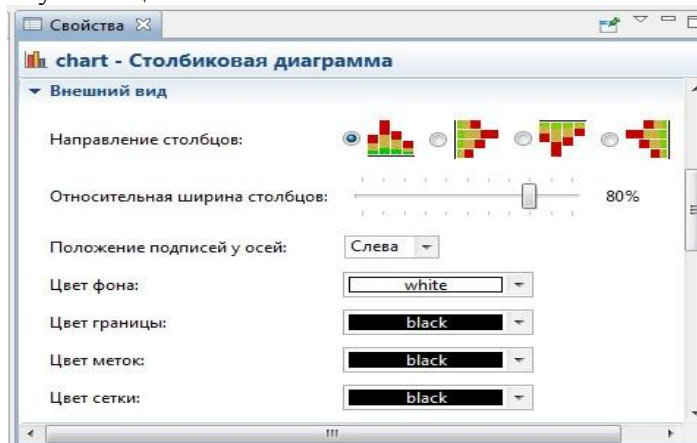 Свойства
chart - Столбиковая диаграмма
Внешний вид
Направление столбцов:
Относительная ширина столбцов: 80%
Положение подписей у осей: Слева
Цвет фона: white
Цвет границы: black
Цвет меток: black
Цвет сетки: black